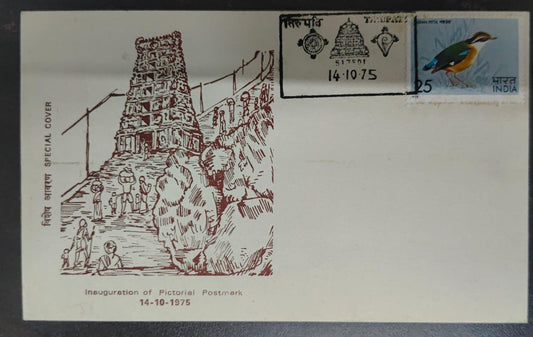 तिरुपति TIRUPATI
517501
14·10 75
25
भारत
INDIA
विशेष आवरण SPECIAL COVER
Inauguration of Pictorial Postmark
14-10-1975